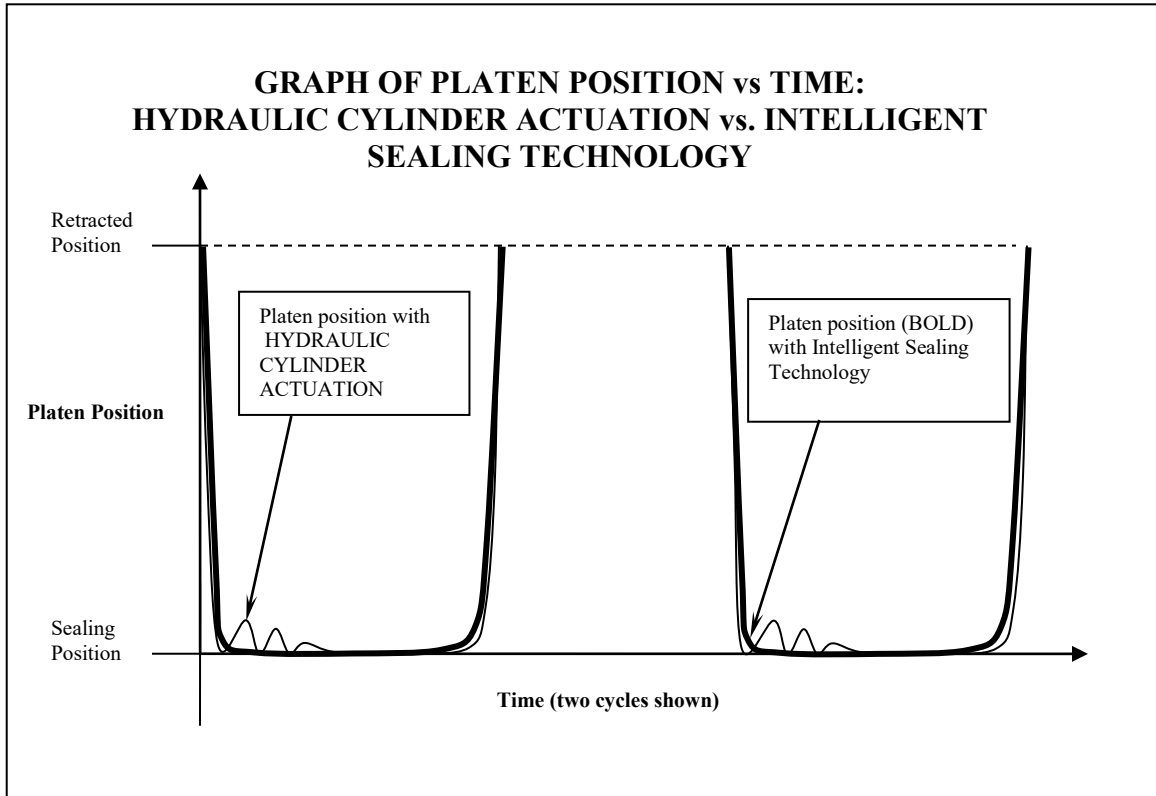 GRAPH OF PLATEN POSITION vs TIME:
HYDRAULIC CYLINDER ACTUATION vs. INTELLIGENT
SEALING TECHNOLOGY
Retracted
Position
Platen position with
HYDRAULIC
CYLINDER
ACTUATION
Platen position (BOLD)
with Intelligent Sealing
Technology
Platen Position
Sealing
Position
Time (two cycles shown)